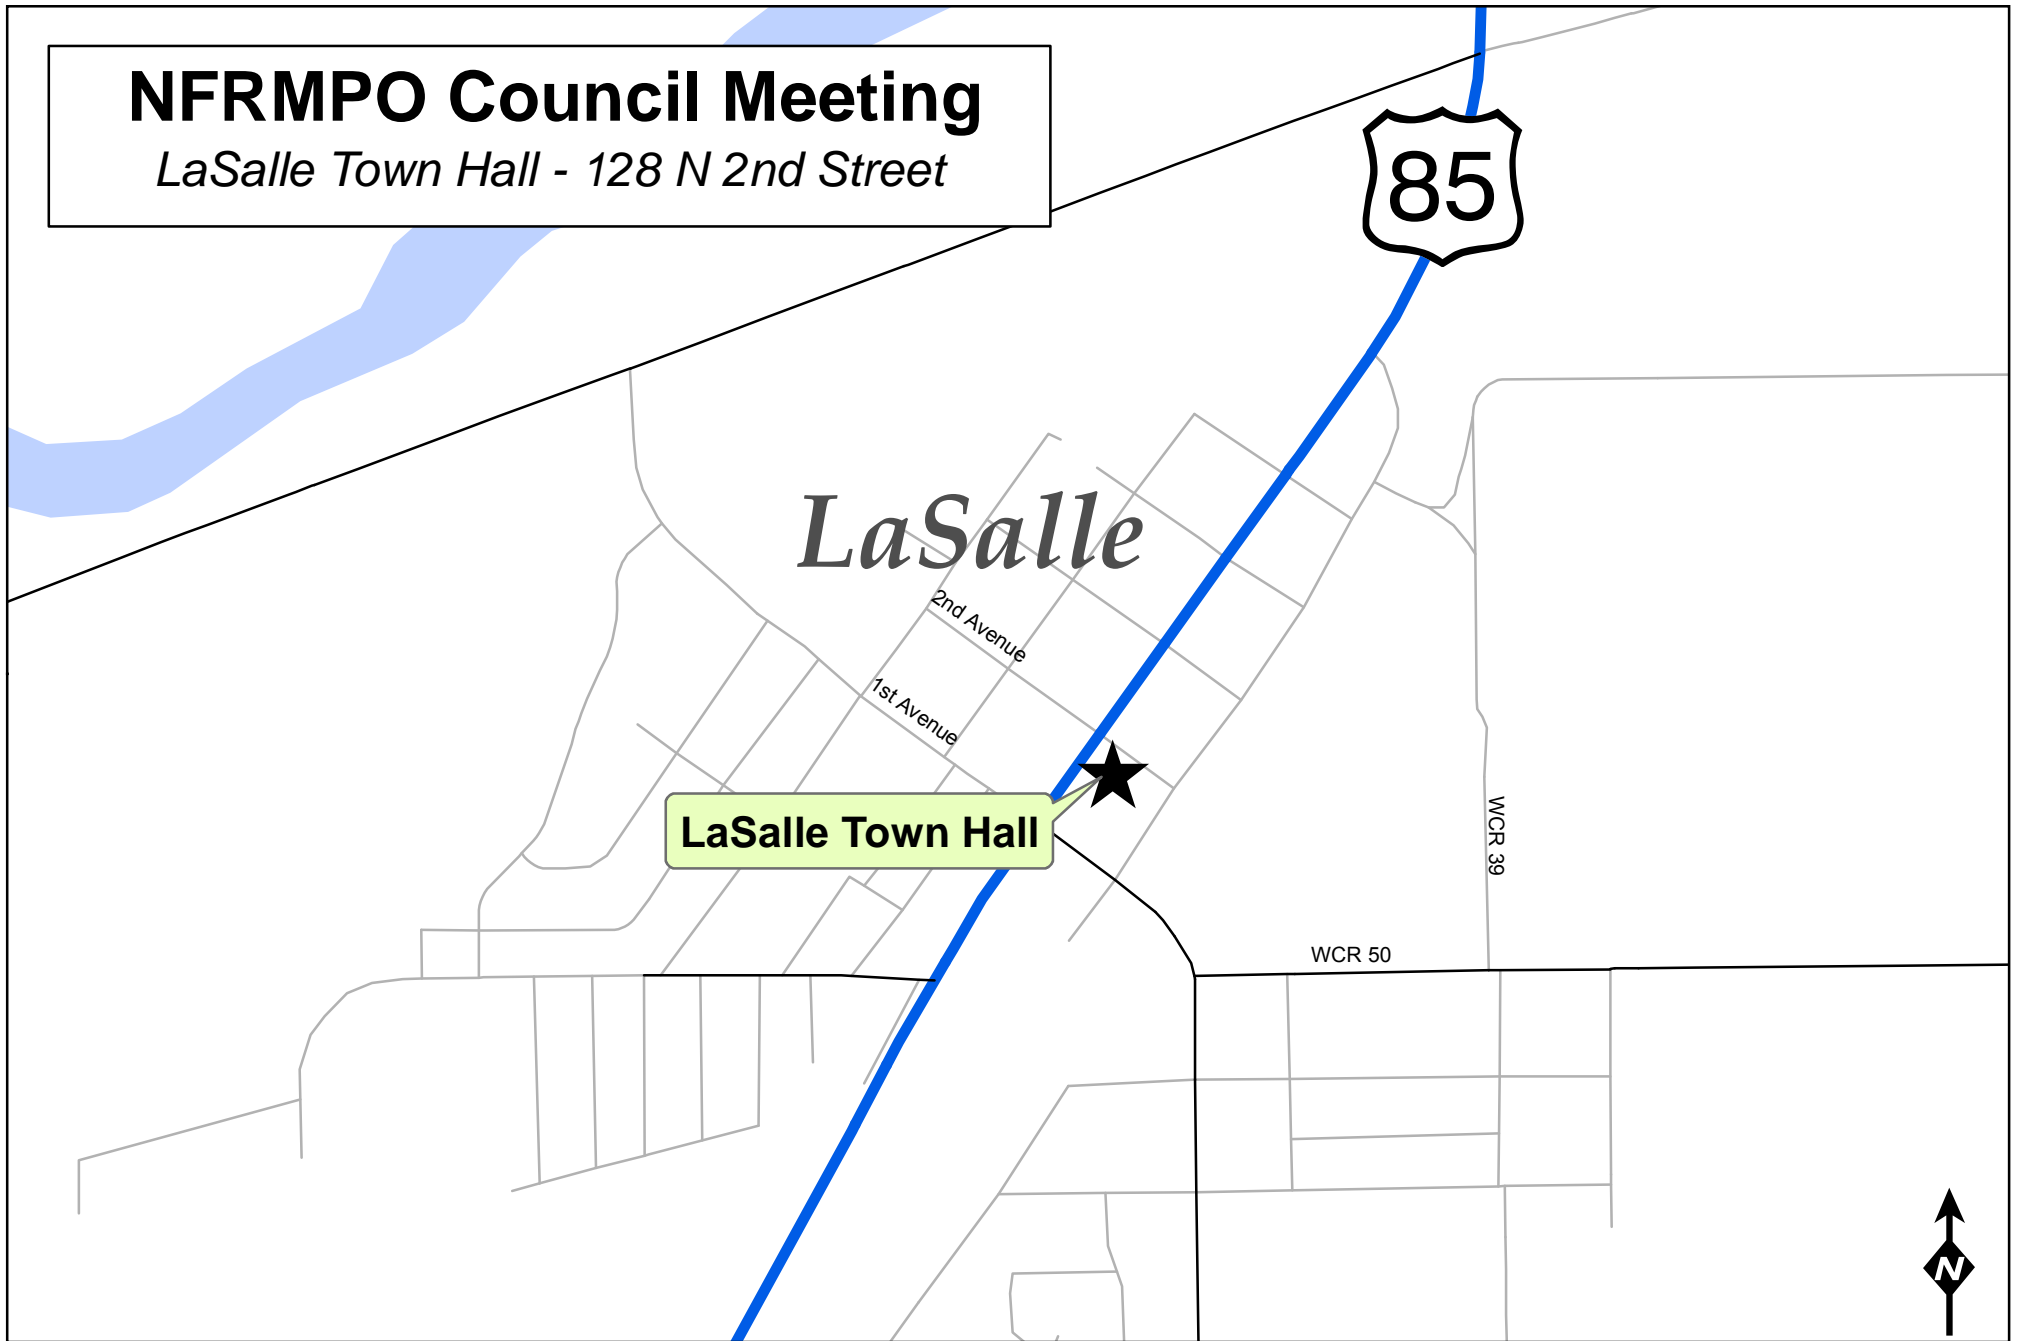 NFRMPO Council Meeting
LaSalle Town Hall - 128 N 2nd Street
85
LaSalle
2nd Avenue
1st Avenue
LaSalle Town Hall
WCR 39
WCR 50
N